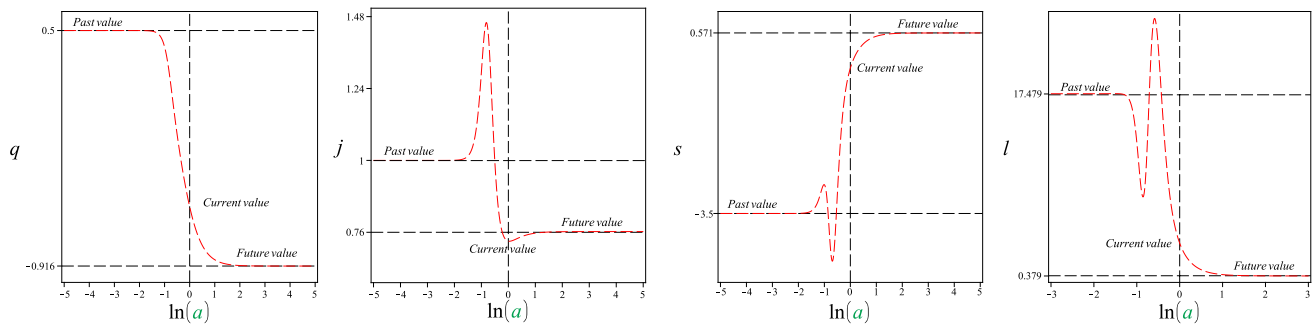 Past value
0.5
q
Current value
Future value
−0.916
−5 −4 −3 −2 −1 0 1 2 3 4 5
ln(a)
1.48
1.24
j
Past value
1
Future value
0.76
Current value
−5 −4 −3 −2 −1 0 1 2 3 4 5
ln(a)
Future value
0.571
Current value
s
Past value
−3.5
−5 −4 −3 −2 −1 0 1 2 3 4 5
ln(a)
Past value
17.479
l
Current value
Future value
0.379
−3 −2 −1 0 1 2 3
ln(a)